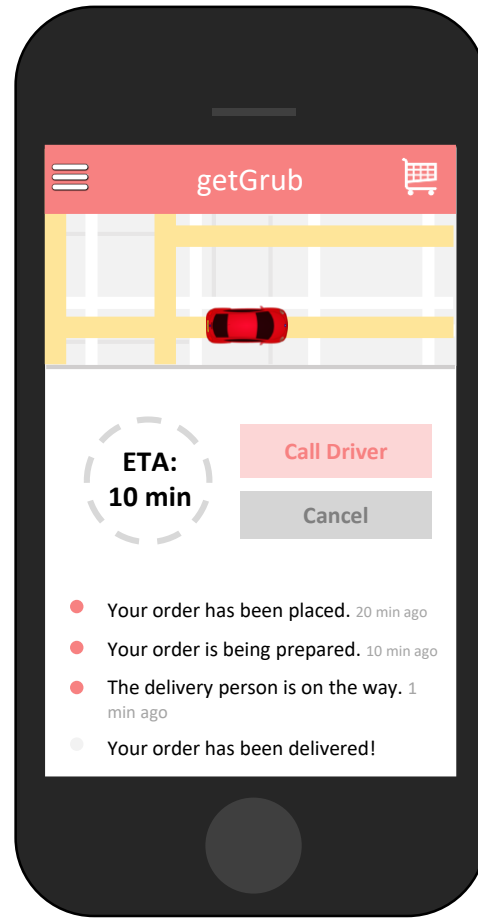 getGrub
ETA:
10 min
Call Driver
Cancel
Your order has been placed. 20 min ago
Your order is being prepared. 10 min ago
The delivery person is on the way. 1
min ago
Your order has been delivered!